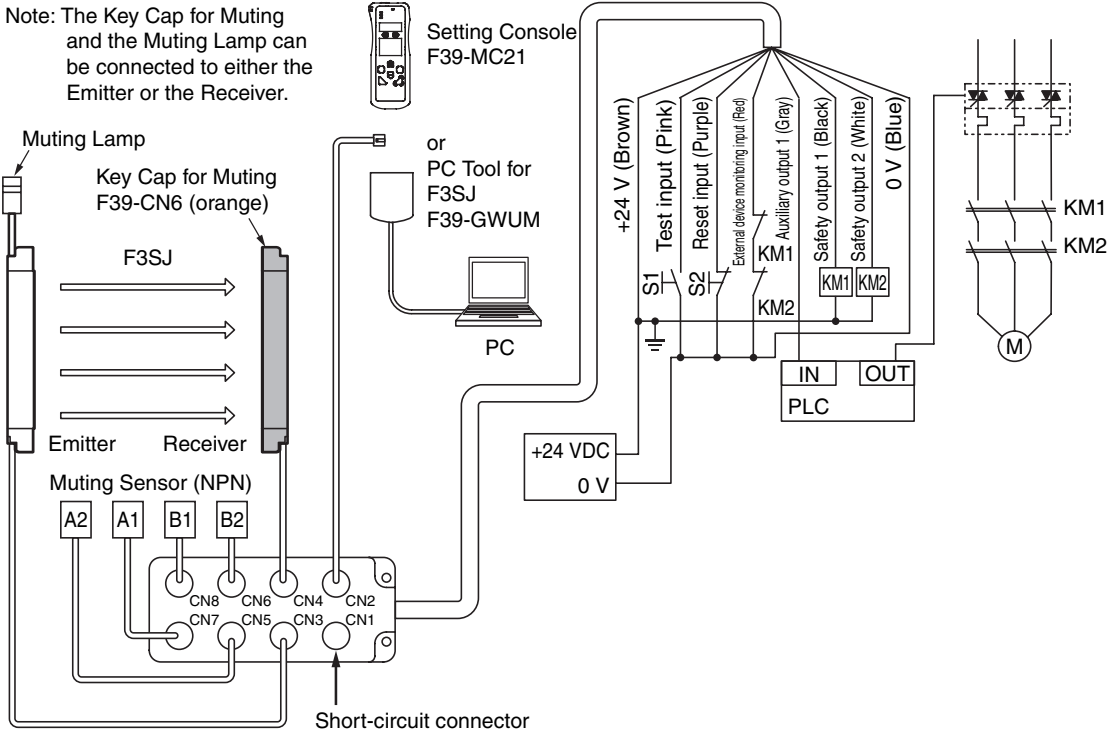 Note: The Key Cap for Muting
and the Muting Lamp can
be connected to either the
Emitter or the Receiver.
Setting Console
F39-MC21
or
PC Tool for
F3SJ
F39-GWUM
PC
Muting Lamp
Key Cap for Muting
F39-CN6 (orange)
F3SJ
Emitter
Receiver
Muting Sensor (NPN)
A2
A1
B1
B2
CN8
CN6
CN4
CN2
CN7
CN5
CN3
CN1
Short-circuit connector
+24 V (Brown)
Test input (Pink)
Reset input (Purple)
External device monitoring input (Red)
Auxiliary output 1 (Gray)
Safety output 1 (Black)
Safety output 2 (White)
0 V (Blue)
S1
S2
KM1
KM2
KM1
KM2
IN
OUT
PLC
+24 VDC
0 V
KM1
KM2
M